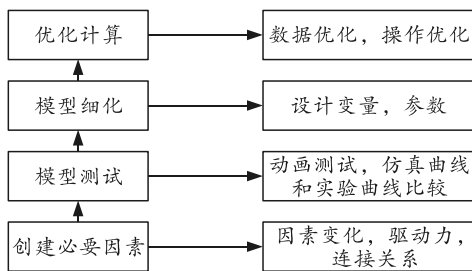 优化计算
数据优化，操作优化
模型细化
设计变量，参数
模型测试
动画测试，仿真曲线
和实验曲线比较
创建必要因素
因素变化，驱动力，
连接关系